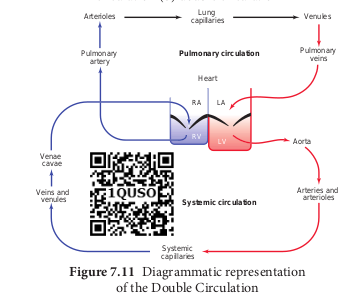 Arterioles
Lung
capillaries
Venules
Pulmonary
artery
Pulmonary circulation
Pulmonary
veins
Heart
RA
LA
RV
LV
Aorta
Venae
cavae
1QUSO
Veins and
venules
Arteries and
arterioles
Systemic circulation
Systemic
capillaries
Figure 7.11 Diagrammatic representation
of the Double Circulation